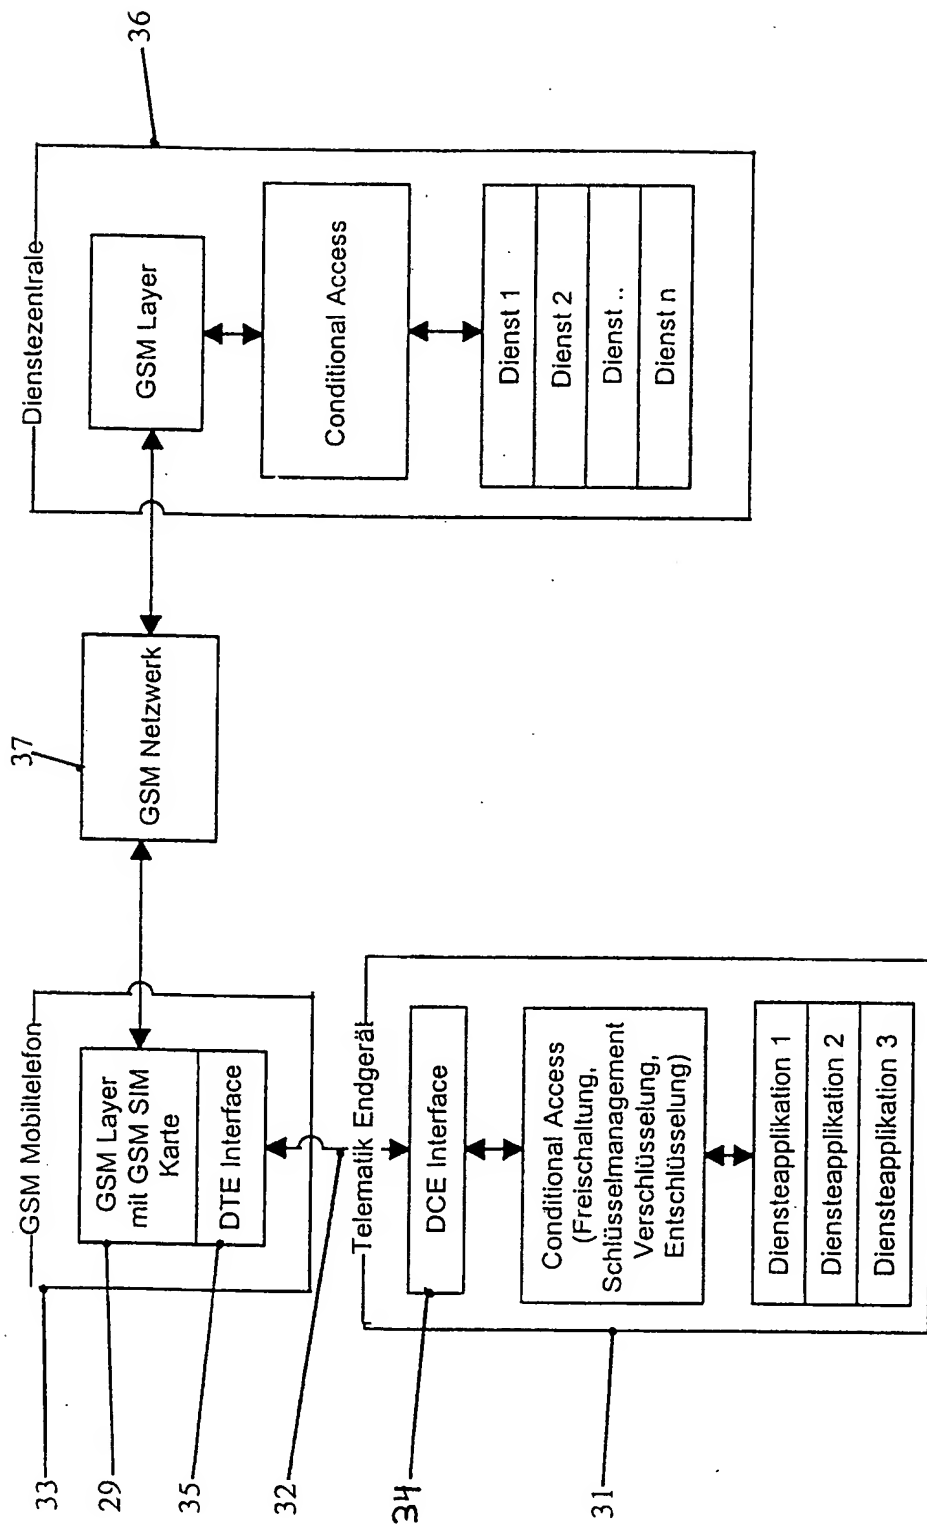 GSM Mobiltelefon
GSM Layer
mit GSM SIM
Karte
DTE Interface
33
29
35
32
Telematik Endgerät
DCE Interface
Conditional Access
(Freischaltung,
Schlüsselmanagement
Verschlüsselung,
Entschlüsselung)
Diensteapplikation 1
Diensteapplikation 2
Diensteapplikation 3
34
31
37
GSM Netzwerk
Dienstezentrale
36
GSM Layer
Conditional Access
Dienst 1
Dienst 2
Dienst ..
Dienst n